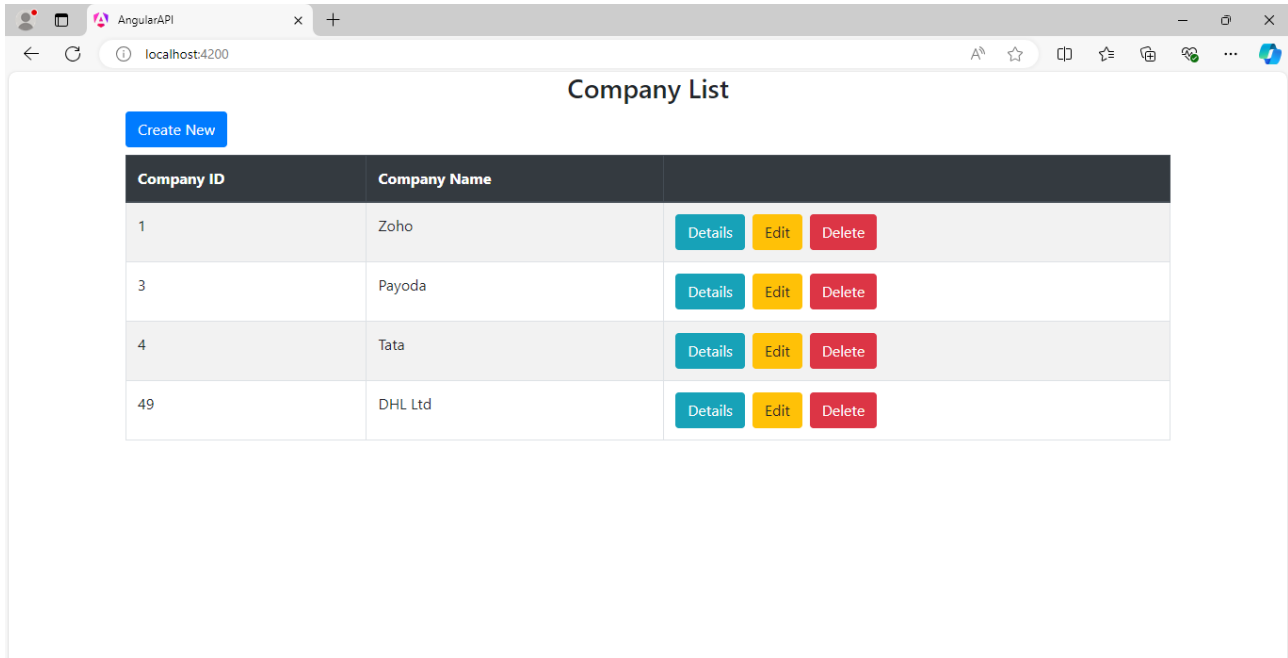 AngularAPI
localhost:4200
Company List
Create New
Company ID Company Name
1 Zoho Details Edit Delete
3 Payoda Details Edit Delete
4 Tata Details Edit Delete
49 DHL Ltd Details Edit Delete